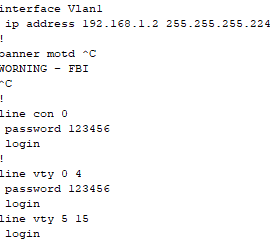 interface Vlan1
ip address 192.168.1.2 255.255.255.224
!
banner motd ^C
WORNING - FBI
^C
!
line con 0
password 123456
login
!
line vty 0 4
password 123456
login
line vty 5 15
login